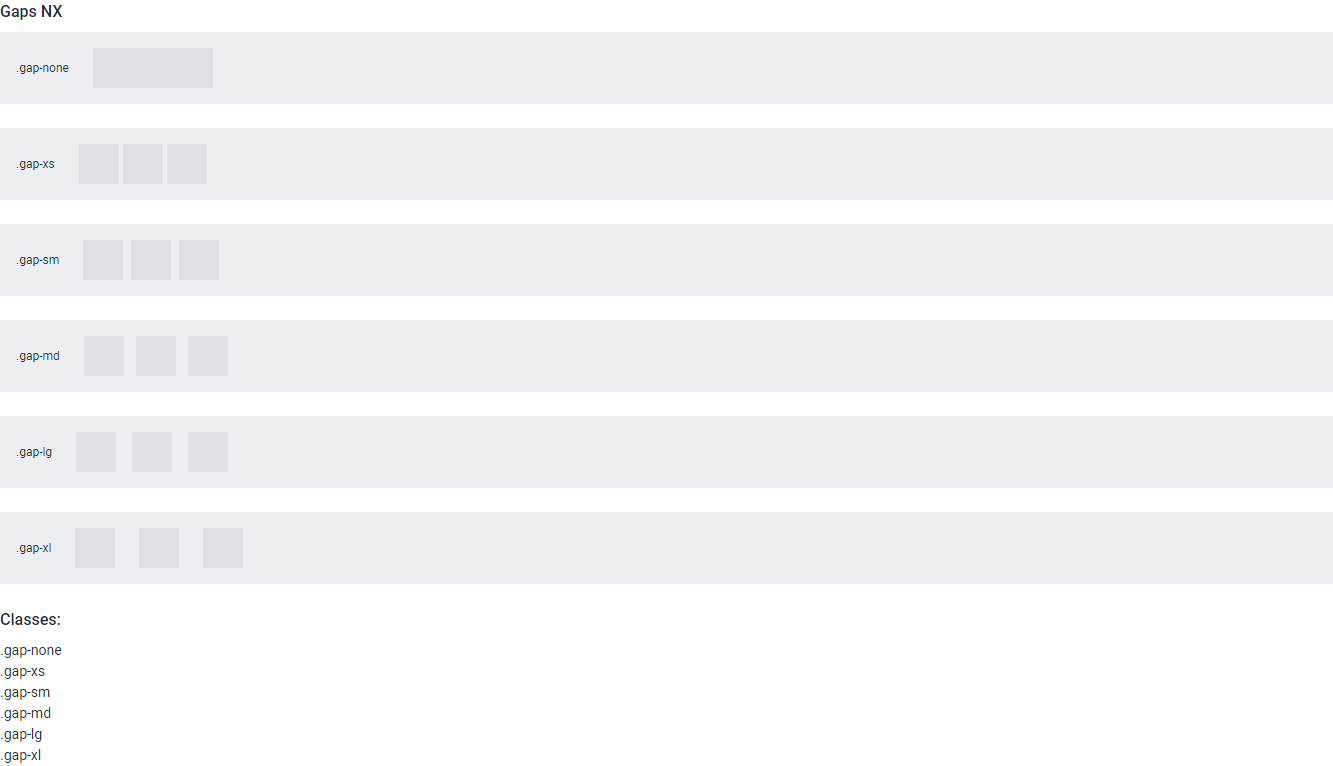 Gaps NX
.gap-none
.gap-xs
.gap-sm
.gap-md
.gap-lg
.gap-xl
Classes:
.gap-none
.gap-xs
.gap-sm
.gap-md
.gap-lg
.gap-xl